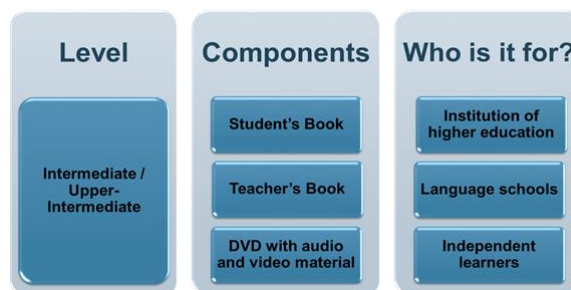 Level
Intermediate /
Upper-
Intermediate
Components
Student's Book
Teacher's Book
DVD with audio
and video material
Who is it for?
Institution of
higher education
Language schools
Independent
learners